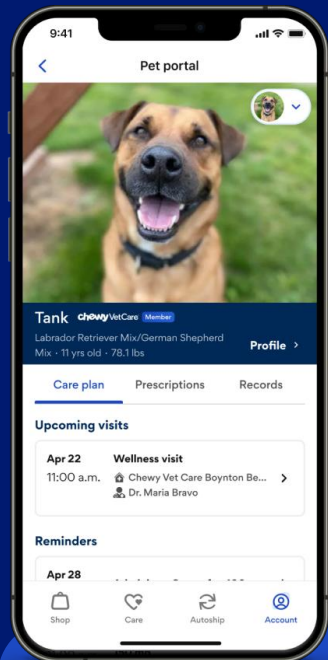 9:41
Pet portal
Tank chewy VetCare Member
Labrador Retriever Mix/German Shepherd
Mix · 11 yrs old · 78.1 lbs
Profile
Care plan Prescriptions Records
Upcoming visits
Apr 22 Wellness visit
11:00 a.m. Chewy Vet Care Boynton Be...
Dr. Maria Bravo
Reminders
Apr 28
Shop Care Autoship Account